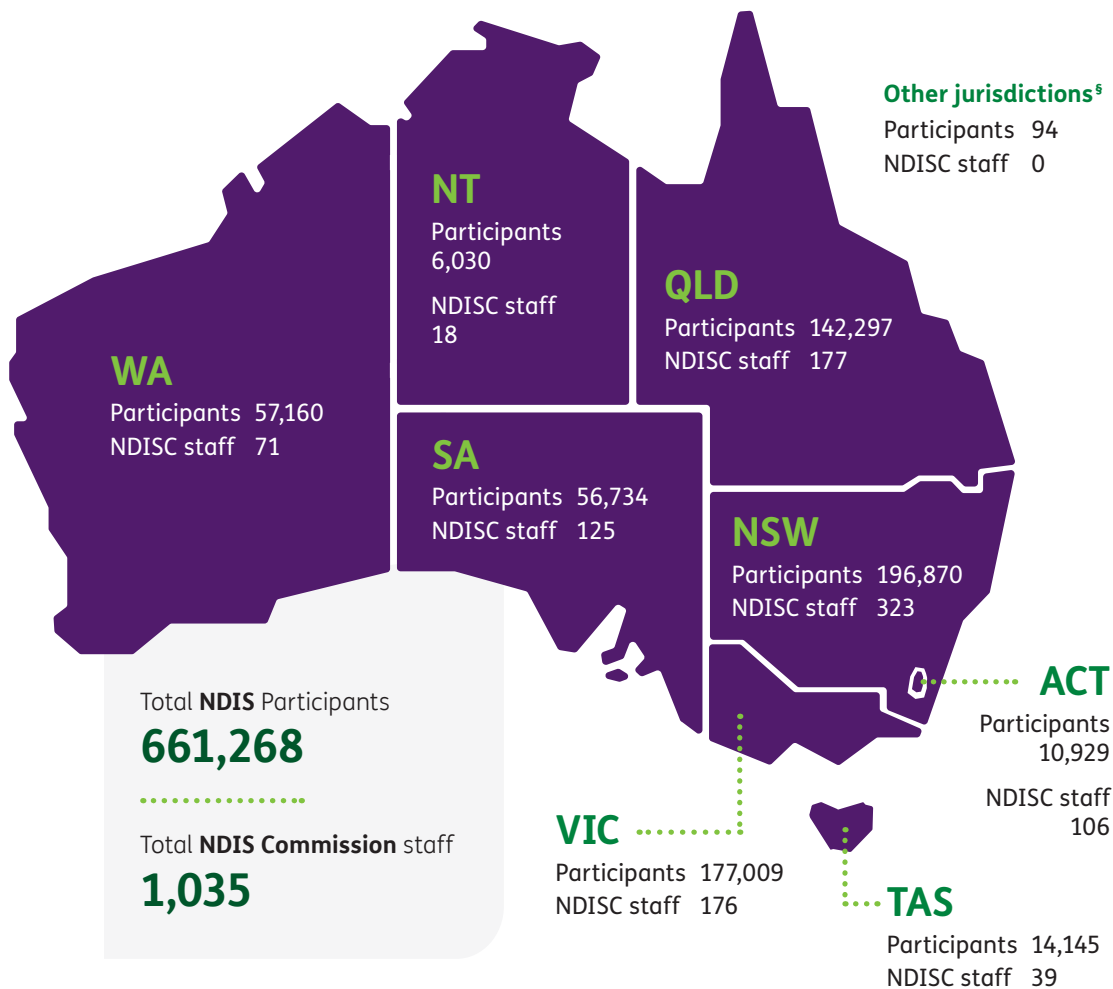 Other jurisdictions§
Participants 94
NDISC staff 0
NT
Participants
6,030
NDISC staff
18
QLD
Participants 142,297
NDISC staff 177
WA
Participants 57,160
NDISC staff 71
SA
Participants 56,734
NDISC staff 125
NSW
Participants 196,870
NDISC staff 323
ACT
Participants
10,929
NDISC staff
106
Total NDIS Participants
661,268
Total NDIS Commission staff
1,035
VIC
Participants 177,009
NDISC staff 176
TAS
Participants 14,145
NDISC staff 39